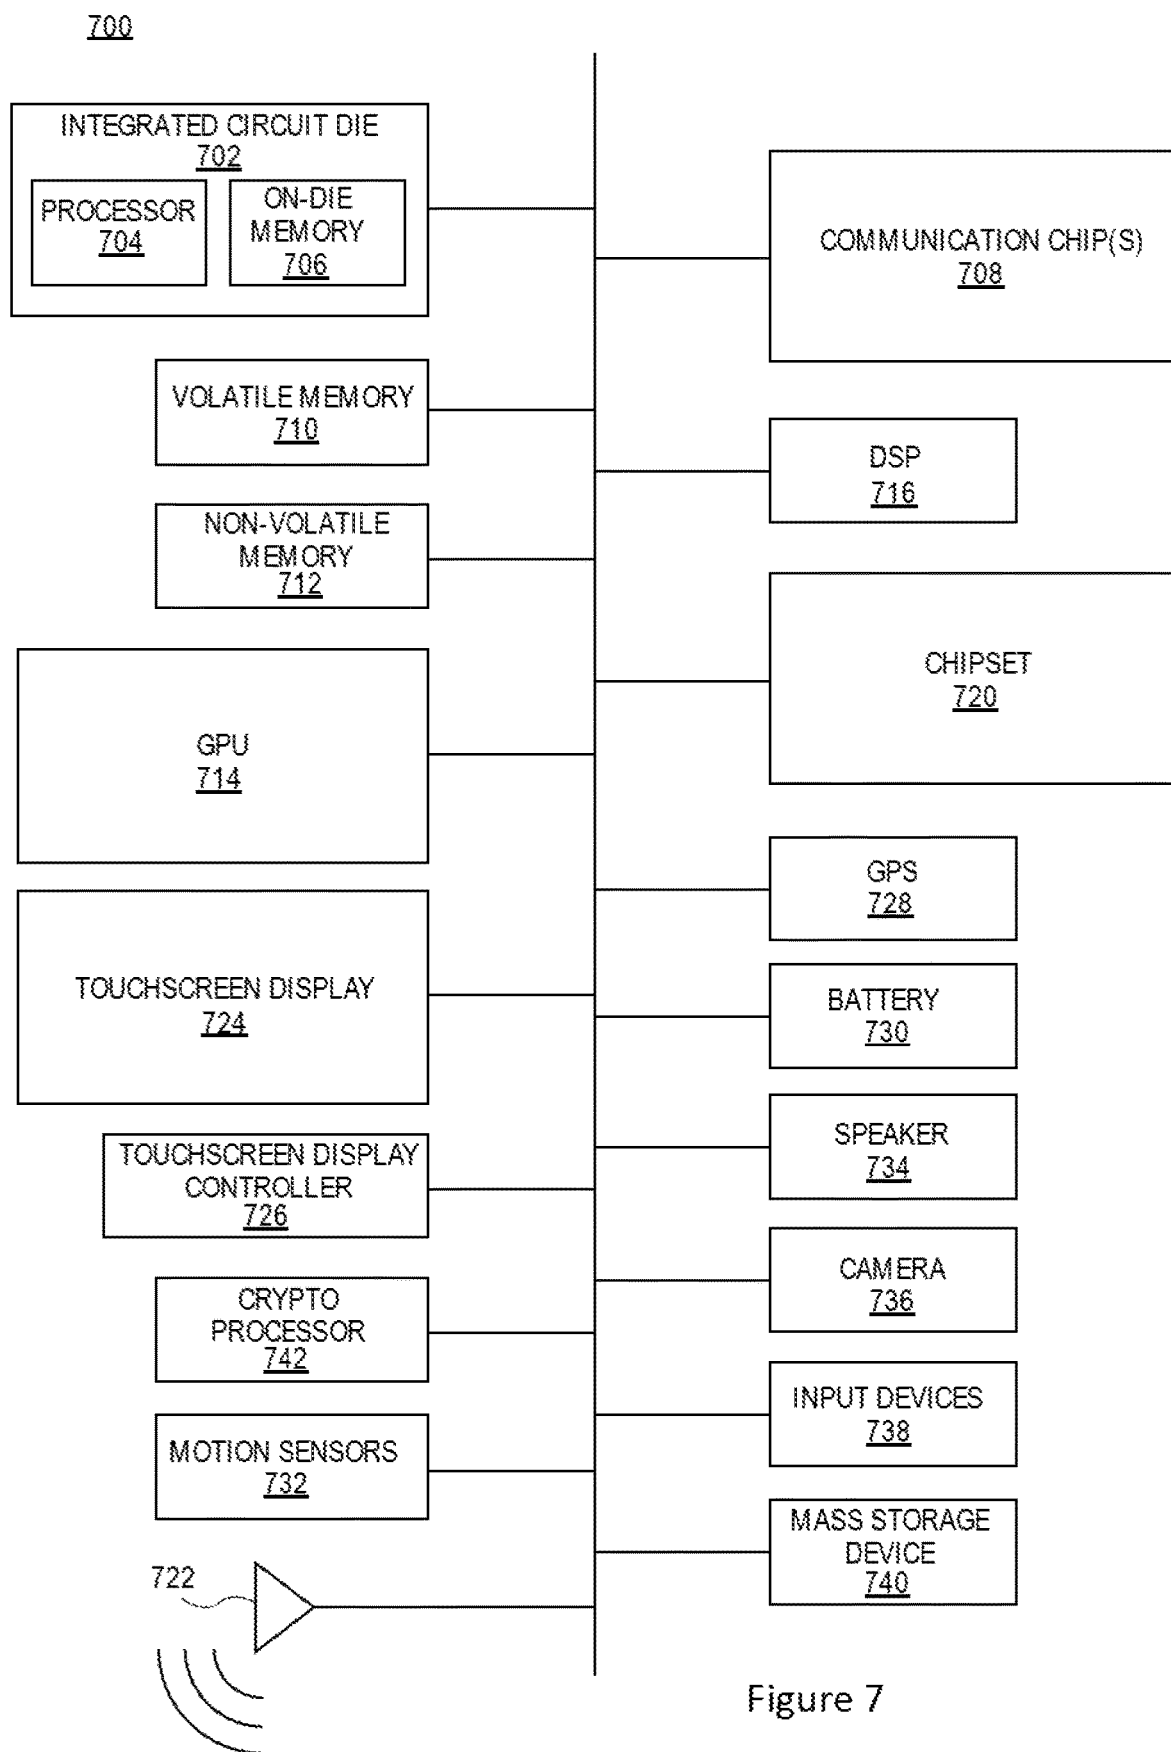 700
INTEGRATED CIRCUIT DIE
702
PROCESSOR
704
ON-DIE
MEMORY
706
COMMUNICATION CHIP(S)
708
VOLATILE MEMORY
710
DSP
716
NON-VOLATILE
MEMORY
712
CHIPSET
720
GPU
714
GPS
728
TOUCHSCREEN DISPLAY
724
BATTERY
730
SPEAKER
734
TOUCHSCREEN DISPLAY
CONTROLLER
726
CAMERA
736
CRYPTO
PROCESSOR
742
INPUT DEVICES
738
MOTION SENSORS
732
MASS STORAGE
DEVICE
740
722
Figure 7